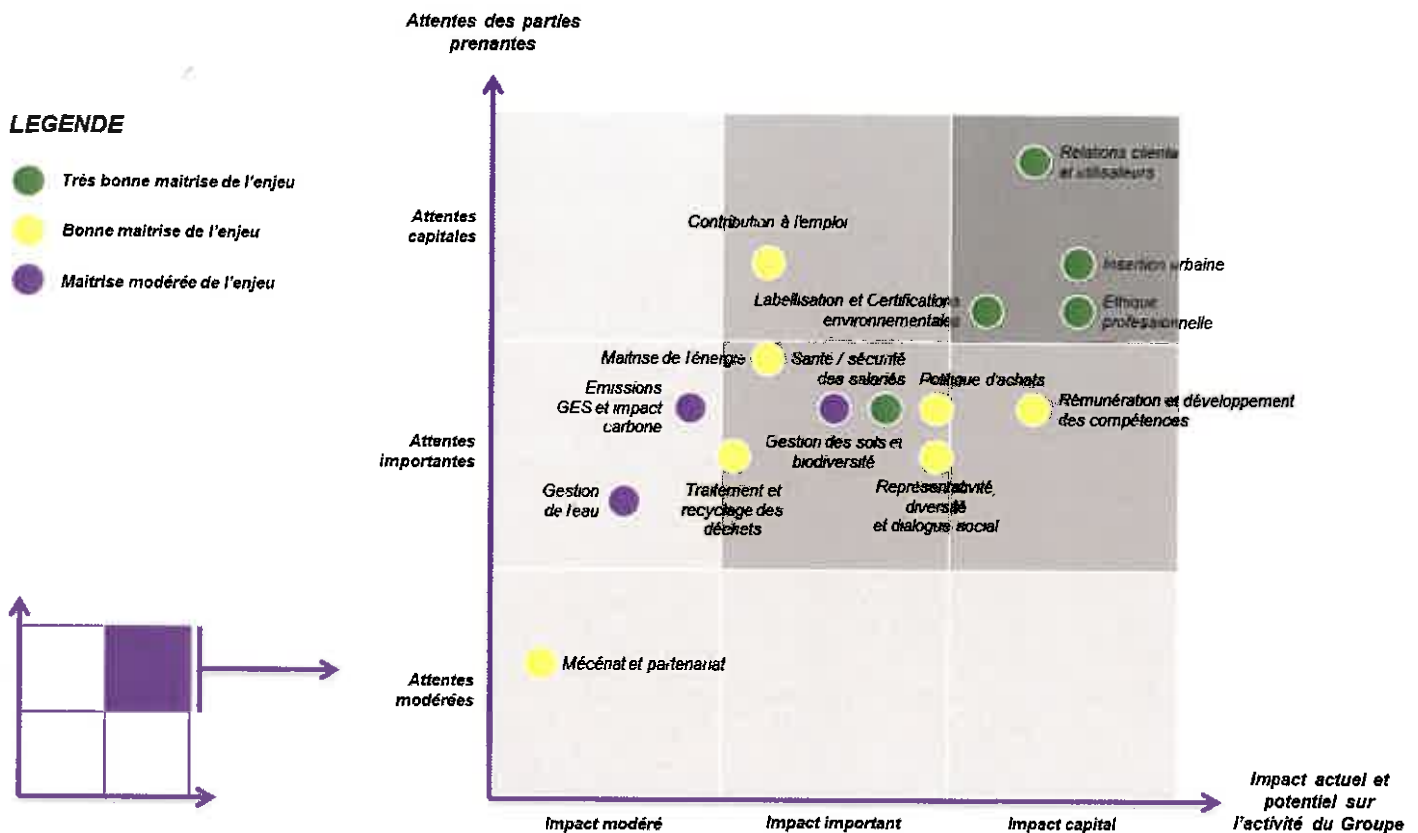 Attentes des parties
prenantes
LEGENDE
Très bonne maitrise de l'enjeu
Bonne maitrise de l'enjeu
Maitrise modérée de l'enjeu
Attentes
capitales
Attentes
importantes
Attentes
modérées
Relations clients
et utilisateurs
Contribution à l'emploi
Insertion urbaine
Labellisation et Certifications
environnementales
Ethique
professionnelle
Maitrise de l'énergie
Santé / sécurité
des salariés
Politique d'achats
Emissions
GES et impact
carbone
Rémunération et développement
des compétences
Gestion des sols et
biodiversité
Gestion
de l'eau
Traitement et
recyclage des
déchets
Représentativité,
diversité
et dialogue social
Mécénat et partenariat
Impact modéré
Impact important
Impact capital
Impact actuel et
potentiel sur
l'activité du Groupe